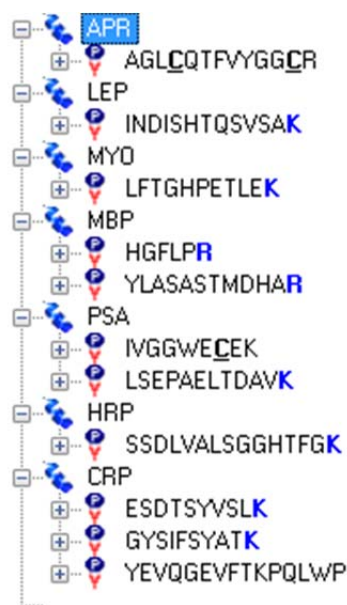 APR
AGLCQTFVYGGCR
LEP
INDISHTQSVSAK
MYO
LFTGHPETLEK
MBP
HGFLPR
YLASASTMDHAR
PSA
IVGGWECEK
LSEPAELTDAVK
HRP
SSDLVALSGGHTFGK
CRP
ESDTSYVSLK
GYSIFSYATK
YEVQGEVFTKPQLWP